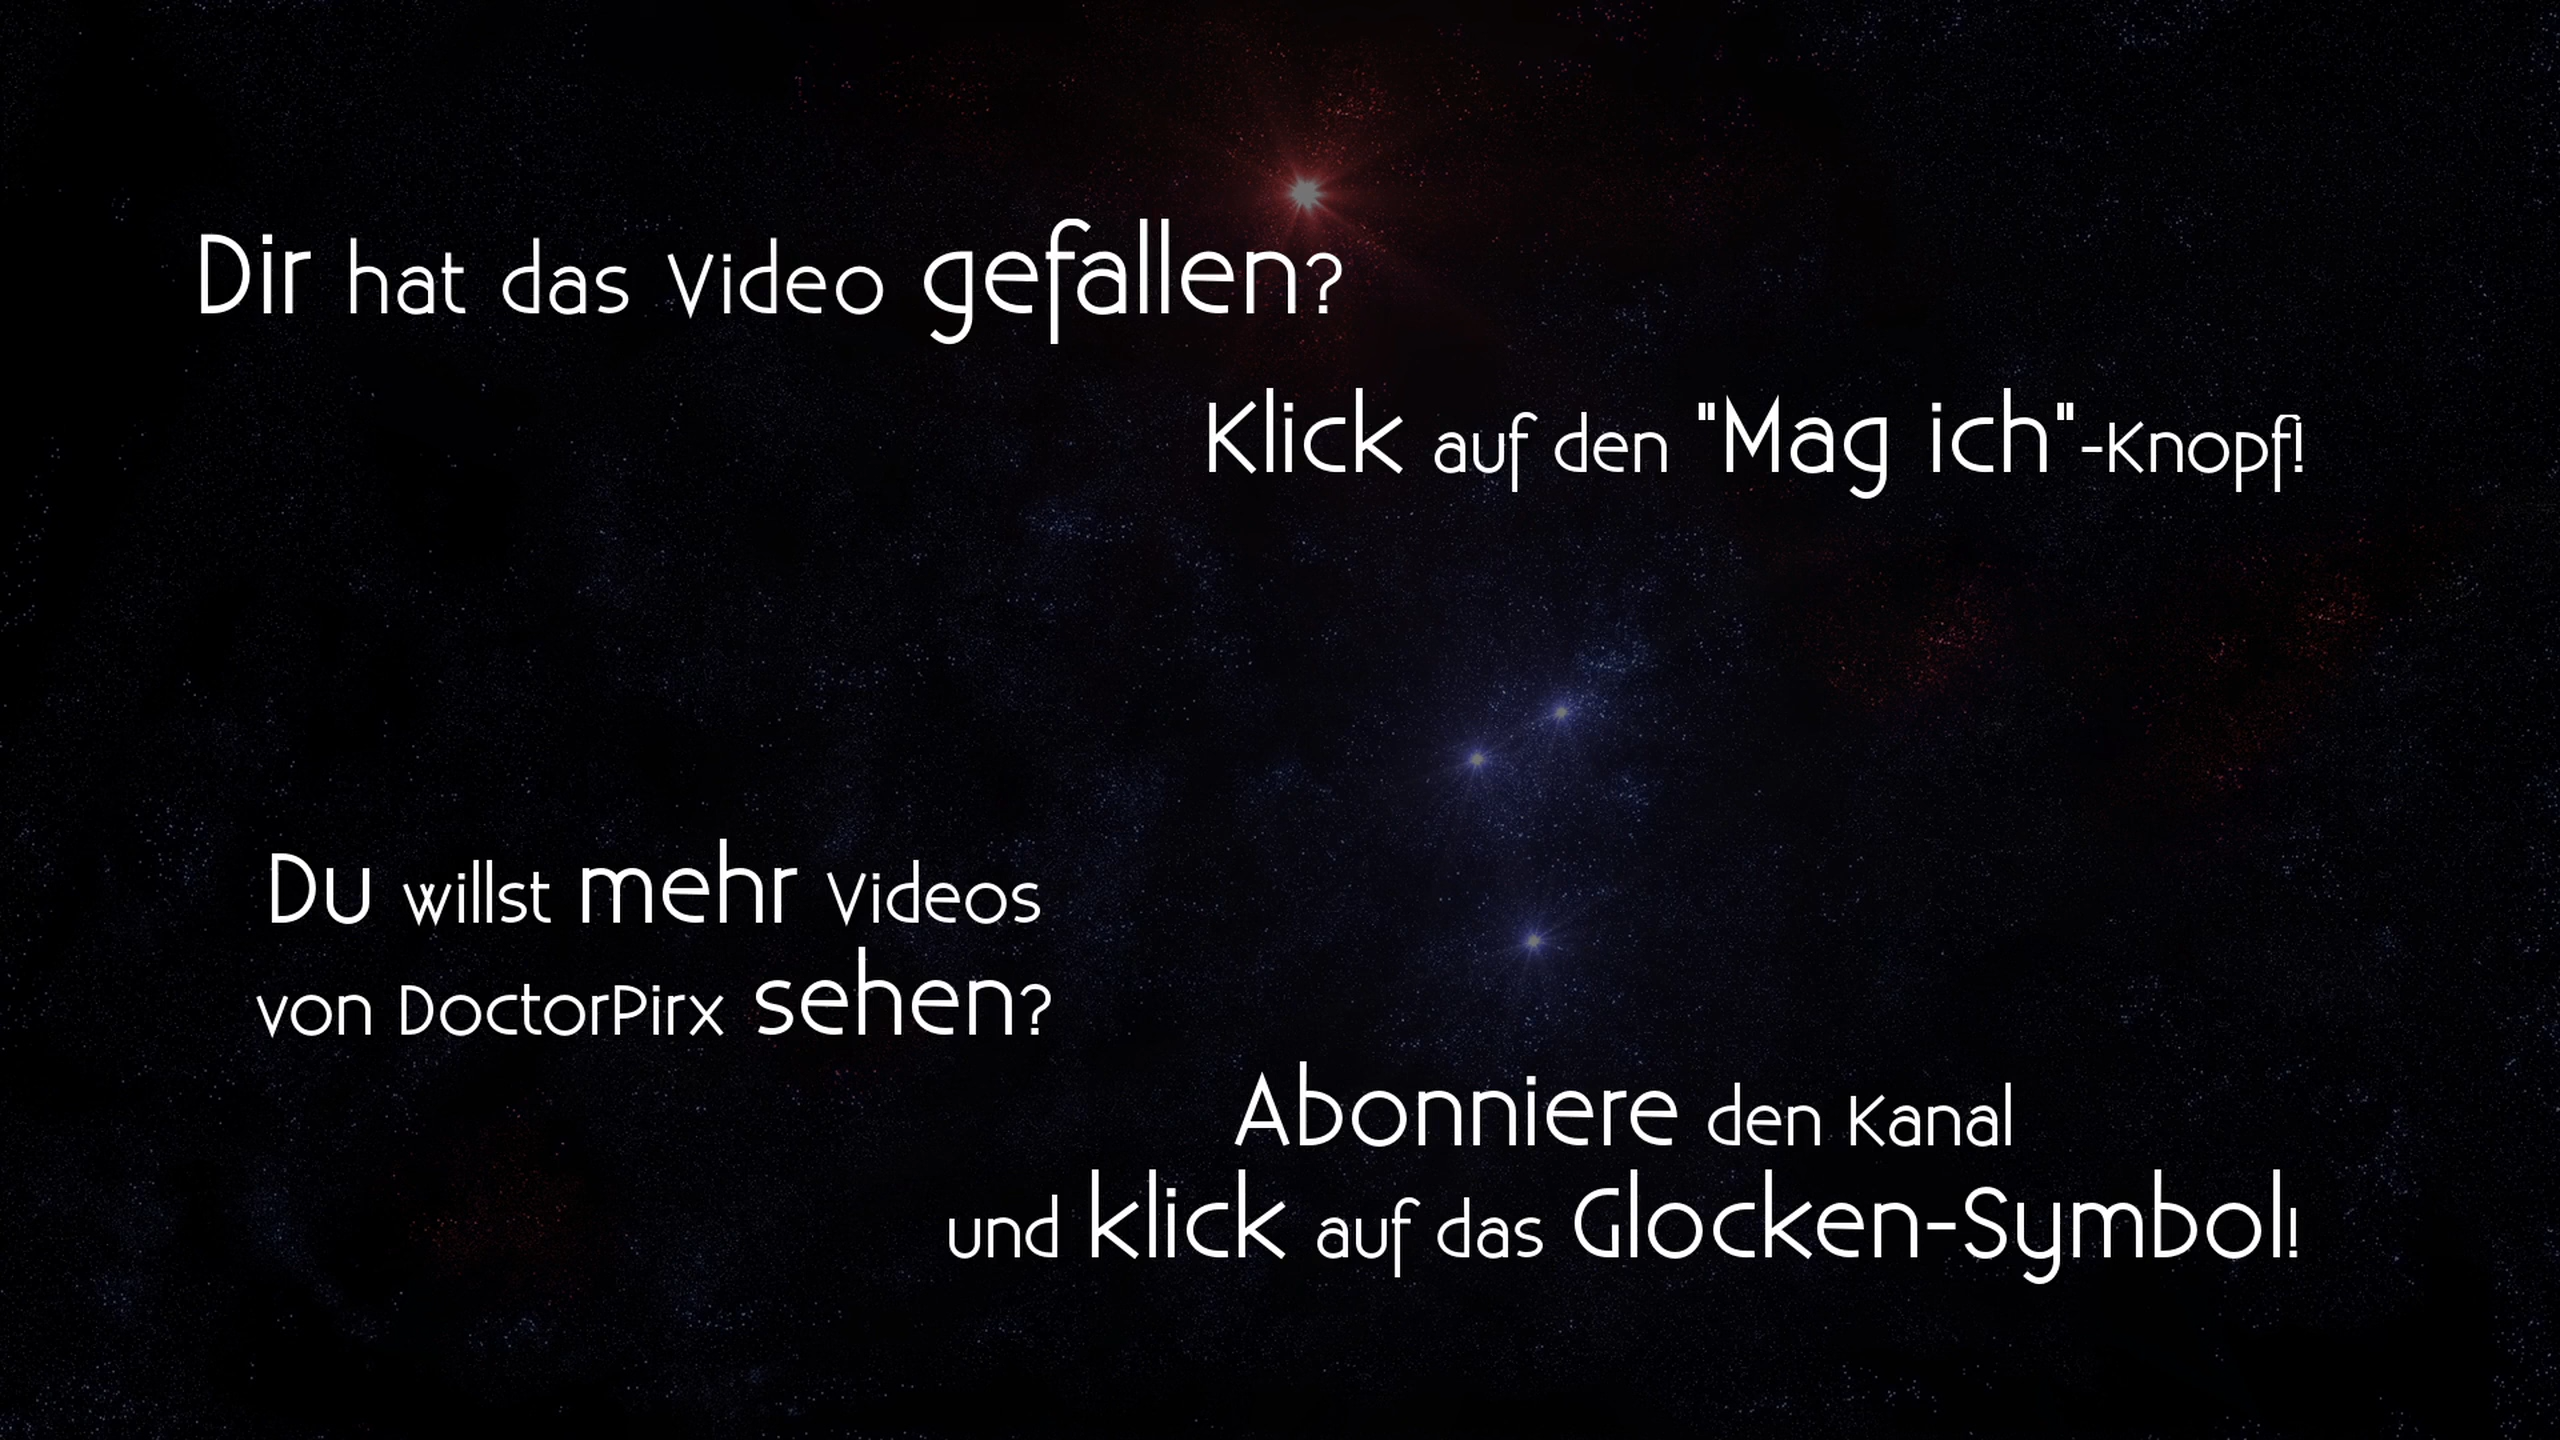 Dir hat das Video gefallen?
Klick auf den "Mag ich"-Knopf!
Du willst mehr Videos
von DoctorPirx sehen?
Abonniere den Kanal
und klick auf das Glocken-Symbol!